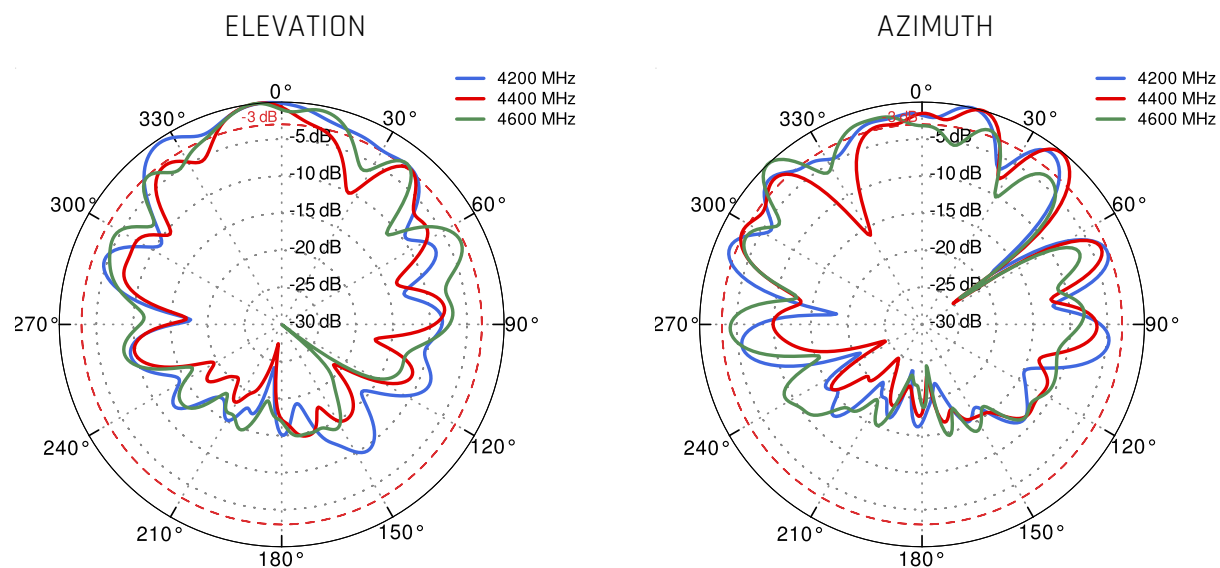 ELEVATION
4200 MHz
4400 MHz
4600 MHz
0°
30°
60°
90°
120°
150°
180°
210°
240°
270°
300°
330°
-3 dB
-5 dB
-10 dB
-15 dB
-20 dB
-25 dB
-30 dB
AZIMUTH
4200 MHz
4400 MHz
4600 MHz
0°
30°
60°
90°
120°
150°
180°
210°
240°
270°
300°
330°
-3 dB
-5 dB
-10 dB
-15 dB
-20 dB
-25 dB
-30 dB